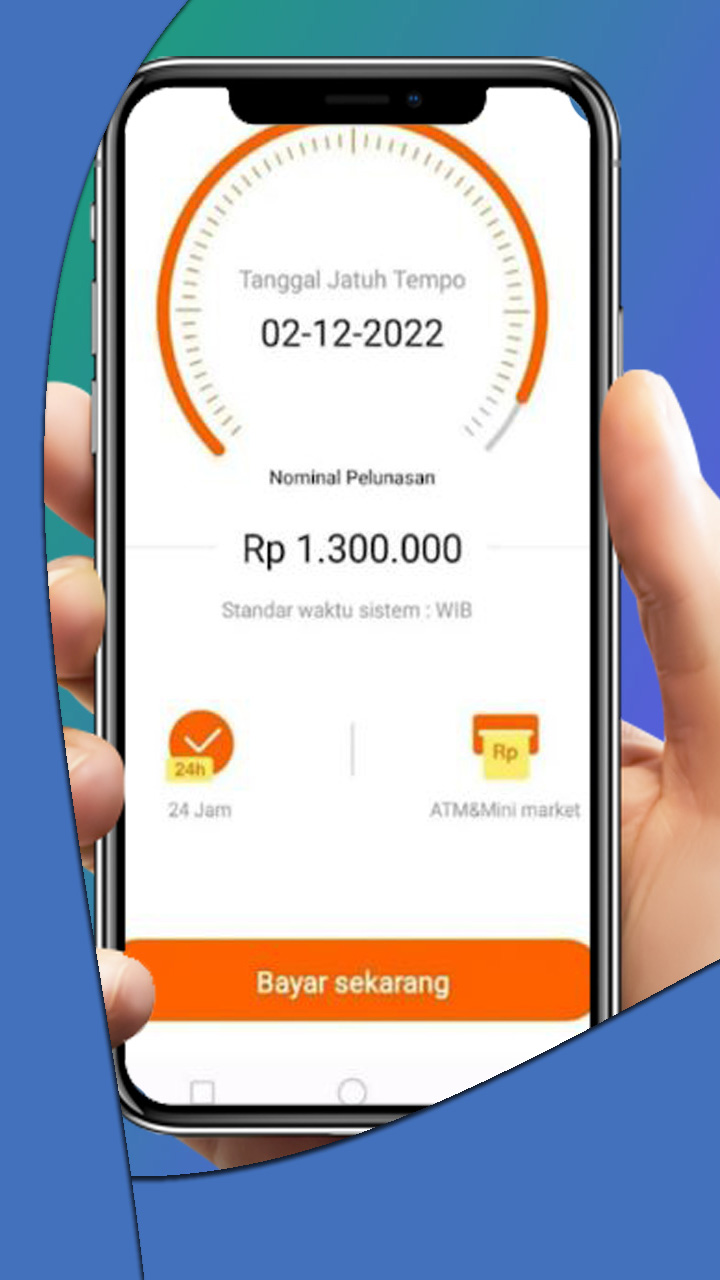 Tanggal Jatuh Tempo
02-12-2022
Nominal Pelunasan
Rp 1.300.000
Standar waktu sistem : WIB
24h
Rp
24 Jam
ATM&Mini market
Bayar sekarang